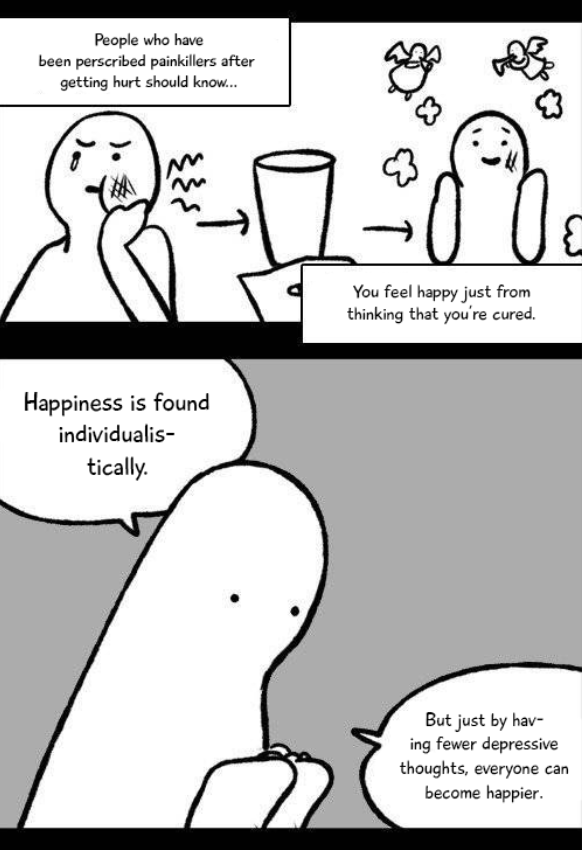 People who have
been perscribed painkillers after
getting hurt should know...
You feel happy just from
thinking that you're cured.
Happiness is found
individualis-
tically.
But just by hav-
ing fewer depressive
thoughts, everyone can
become happier.